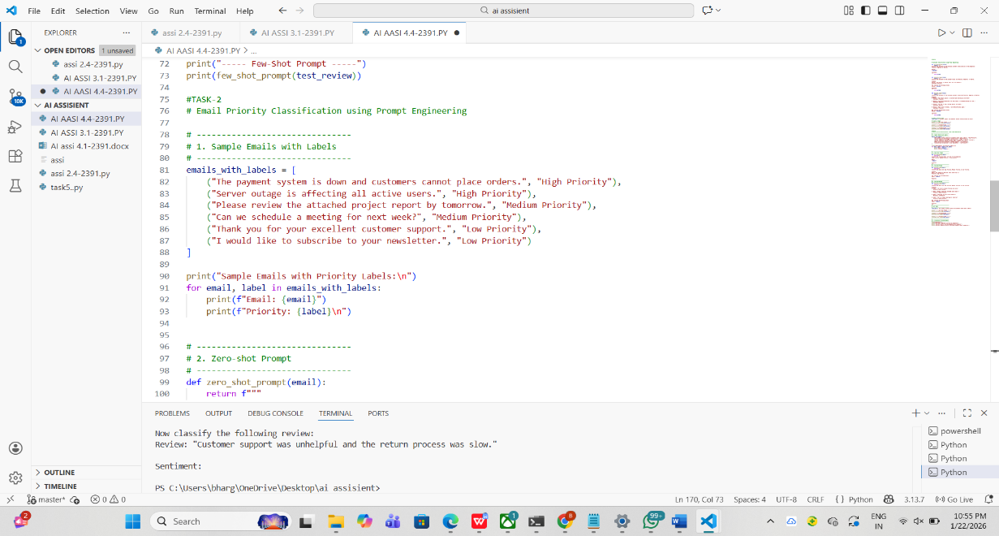 File Edit Selection View Go Run Terminal Help
ai assisient
EXPLORER
1
OPEN EDITORS 1 unsaved
assi 2.4-2391.py
AI ASSI 3.1-2391.PY
AI AASI 4.4-2391.PY
10K
AI ASSISIENT
AI AASI 4.4-2391.PY
AI ASSI 3.1-2391.PY
AI assi 4.1-2391.docx
assi
assi 2.4-2391.py
task5..py
OUTLINE
TIMELINE
assi 2.4-2391.py AI ASSI 3.1-2391.PY AI AASI 4.4-2391.PY
AI AASI 4.4-2391.PY > ...
72 print("----- Few-Shot Prompt -----")
73 print(few_shot_prompt(test_review))
74
75 #TASK-2
76 # Email Priority Classification using Prompt Engineering
77
78 # -------------------------------
79 # 1. Sample Emails with Labels
80 # -------------------------------
81 emails_with_labels = [
82 ("The payment system is down and customers cannot place orders.", "High Priority"),
83 ("Server outage is affecting all active users.", "High Priority"),
84 ("Please review the attached project report by tomorrow.", "Medium Priority"),
85 ("Can we schedule a meeting for next week?", "Medium Priority"),
86 ("Thank you for your excellent customer support.", "Low Priority"),
87 ("I would like to subscribe to your newsletter.", "Low Priority")
88 ]
89
90 print("Sample Emails with Priority Labels:\n")
91 for email, label in emails_with_labels:
92 print(f"Email: {email}")
93 print(f"Priority: {label}\n")
94
95
96 # -------------------------------
97 # 2. Zero-shot Prompt
98 # -------------------------------
99 def zero_shot_prompt(email):
100 return f"""
PROBLEMS OUTPUT DEBUG CONSOLE TERMINAL PORTS
Now classify the following review:
Review: "Customer support was unhelpful and the return process was slow."
Sentiment:
PS C:\Users\bharg\OneDrive\Desktop\ai assisient>
powershell
Python
Python
Python
master* 0 0 Ln 170, Col 73 Spaces: 4 UTF-8 CRLF { } Python 3.13.7 Go Live
2 Search 1 8 99+ ENG IN 10:55 PM 1/22/2026